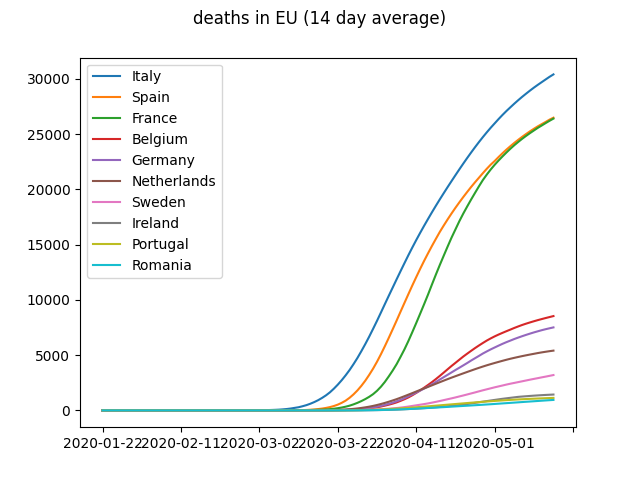 deaths in EU (14 day average)
30000
25000
20000
15000
10000
5000
0
Italy
Spain
France
Belgium
Germany
Netherlands
Sweden
Ireland
Portugal
Romania
2020-01-22 2020-02-11 2020-03-02 2020-03-22 2020-04-11 2020-05-01